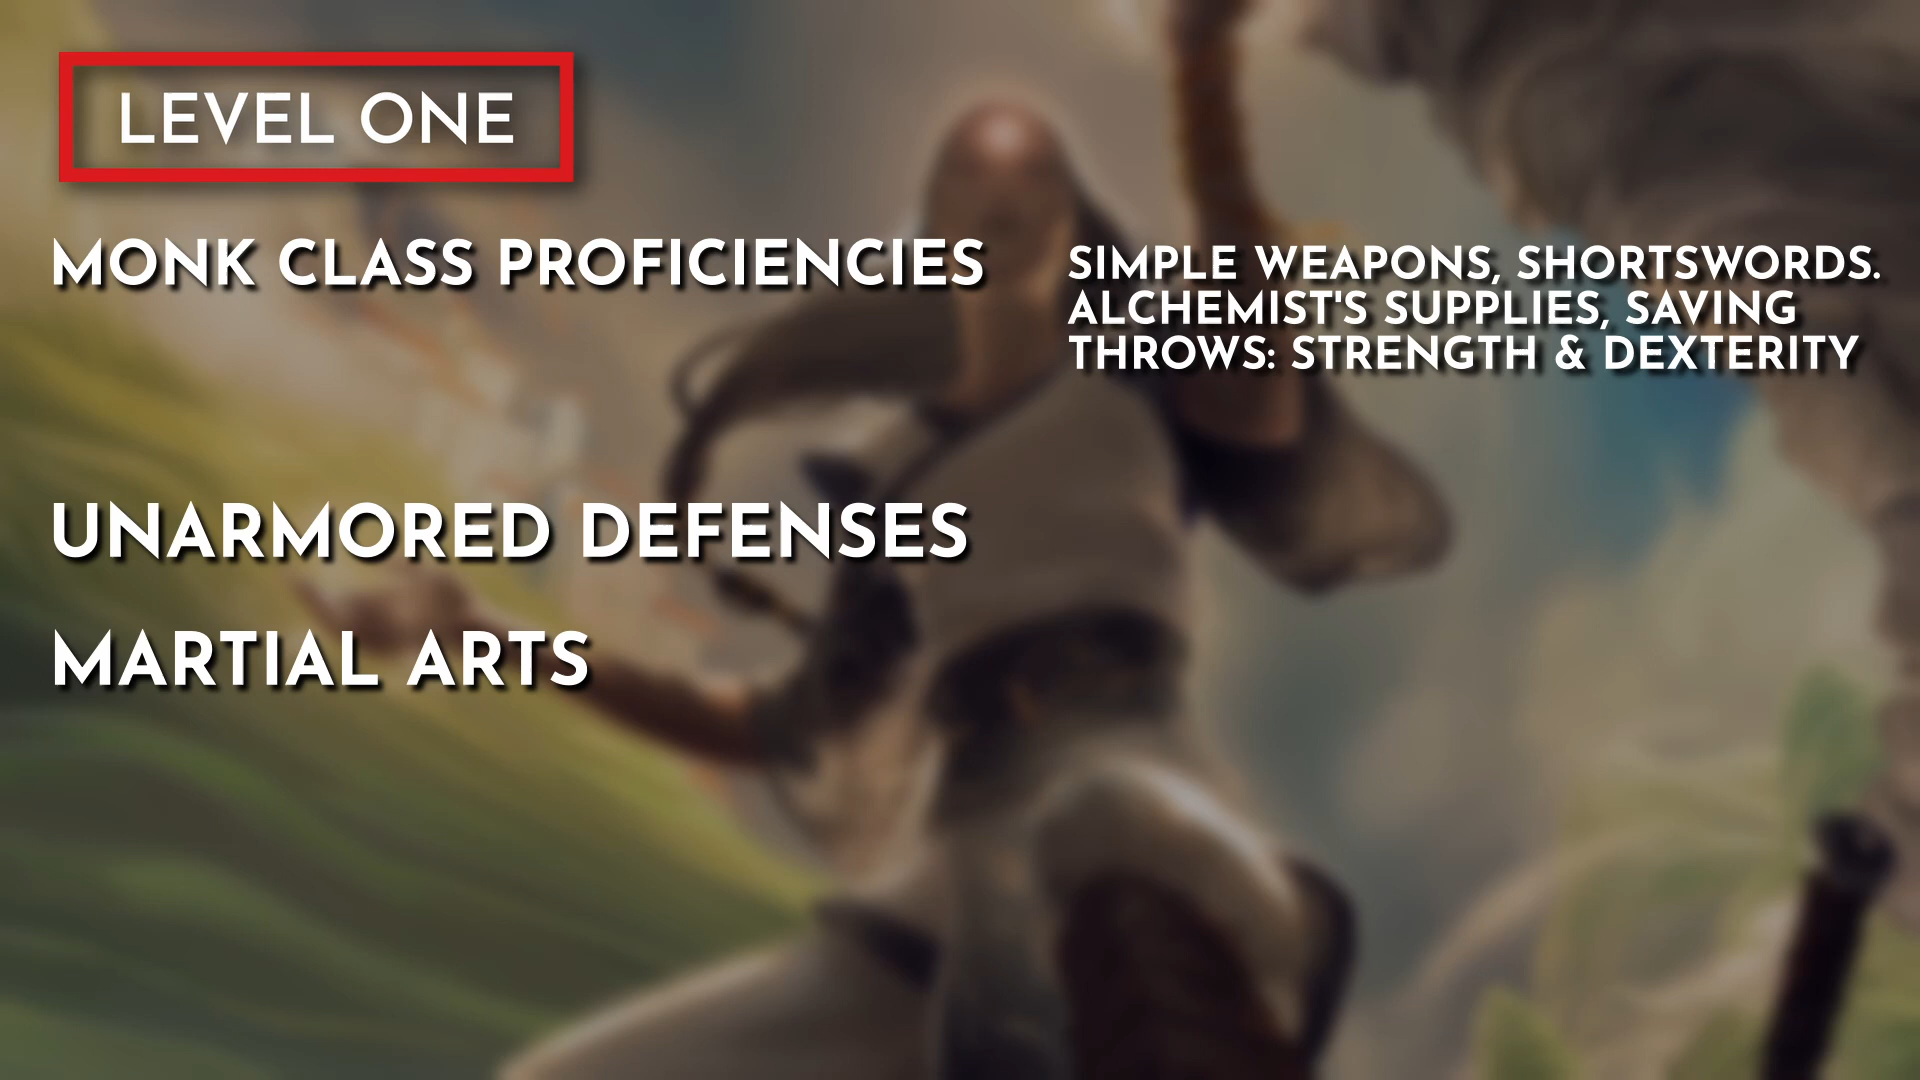 LEVEL ONE
MONK CLASS PROFICIENCIES
SIMPLE WEAPONS, SHORTSWORDS.
ALCHEMIST'S SUPPLIES, SAVING
THROWS: STRENGTH & DEXTERITY
UNARMORED DEFENSES
MARTIAL ARTS